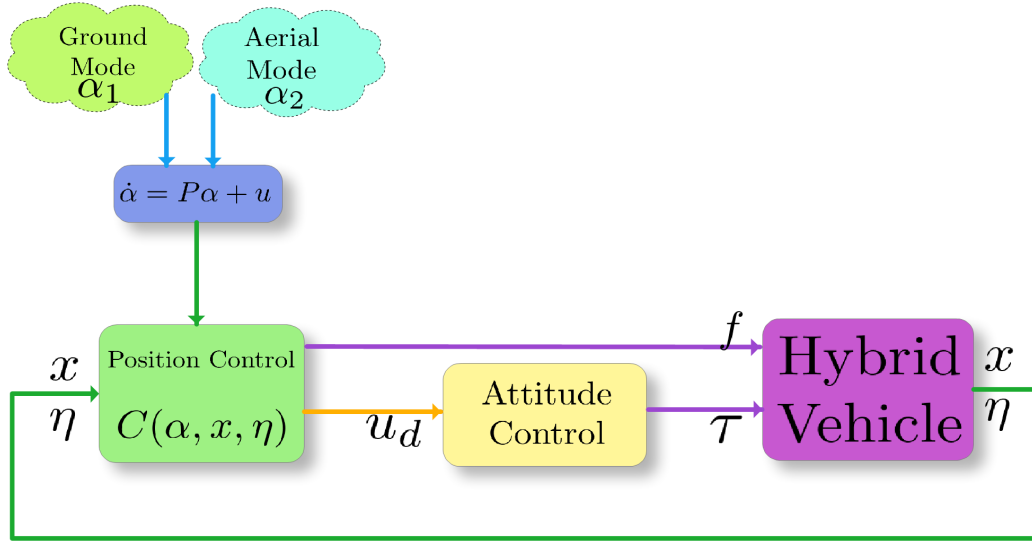 Ground
Mode
α₁
Aerial
Mode
α₂
α̇ = Pα + u
Position Control
C(α, x, η)
x
η
f
Attitude
Control
u_d
τ
Hybrid
Vehicle
x
η